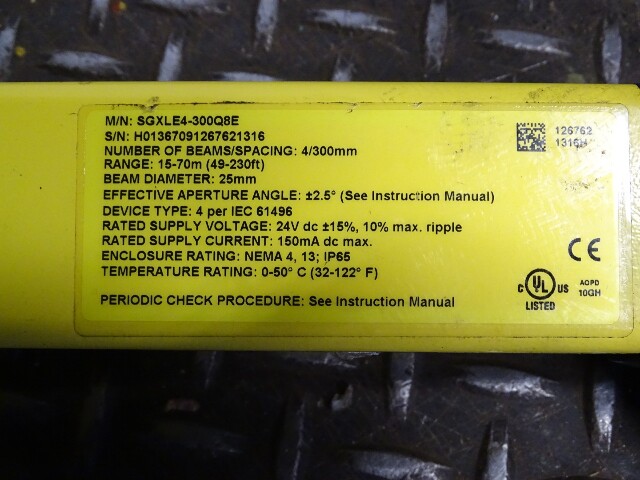 M/N: SGXLE4-300Q8E
S/N: H01367091267621316
NUMBER OF BEAMS/SPACING: 4/300mm
RANGE: 15-70m (49-230ft)
BEAM DIAMETER: 25mm
EFFECTIVE APERTURE ANGLE: ±2.5° (See Instruction Manual)
DEVICE TYPE: 4 per IEC 61496
RATED SUPPLY VOLTAGE: 24V dc ±15%, 10% max. ripple
RATED SUPPLY CURRENT: 150mA dc max.
ENCLOSURE RATING: NEMA 4, 13; IP65
TEMPERATURE RATING: 0-50° C (32-122° F)
PERIODIC CHECK PROCEDURE: See Instruction Manual
126762
CE
C UL US
LISTED
AOPD
10GH